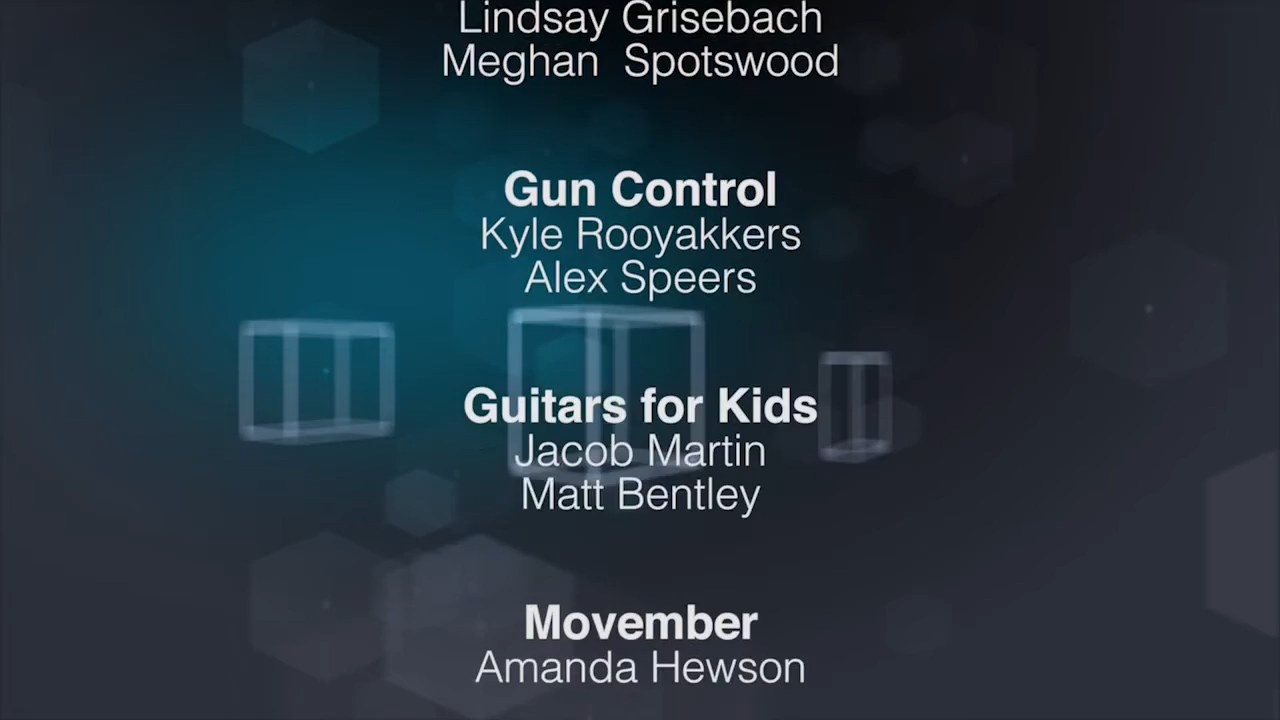 Lindsay Grisebach
Meghan  Spotswood
Gun Control
Kyle Rooyakkers
Alex Speers
Guitars for Kids
Jacob Martin
Matt Bentley
Movember
Amanda Hewson